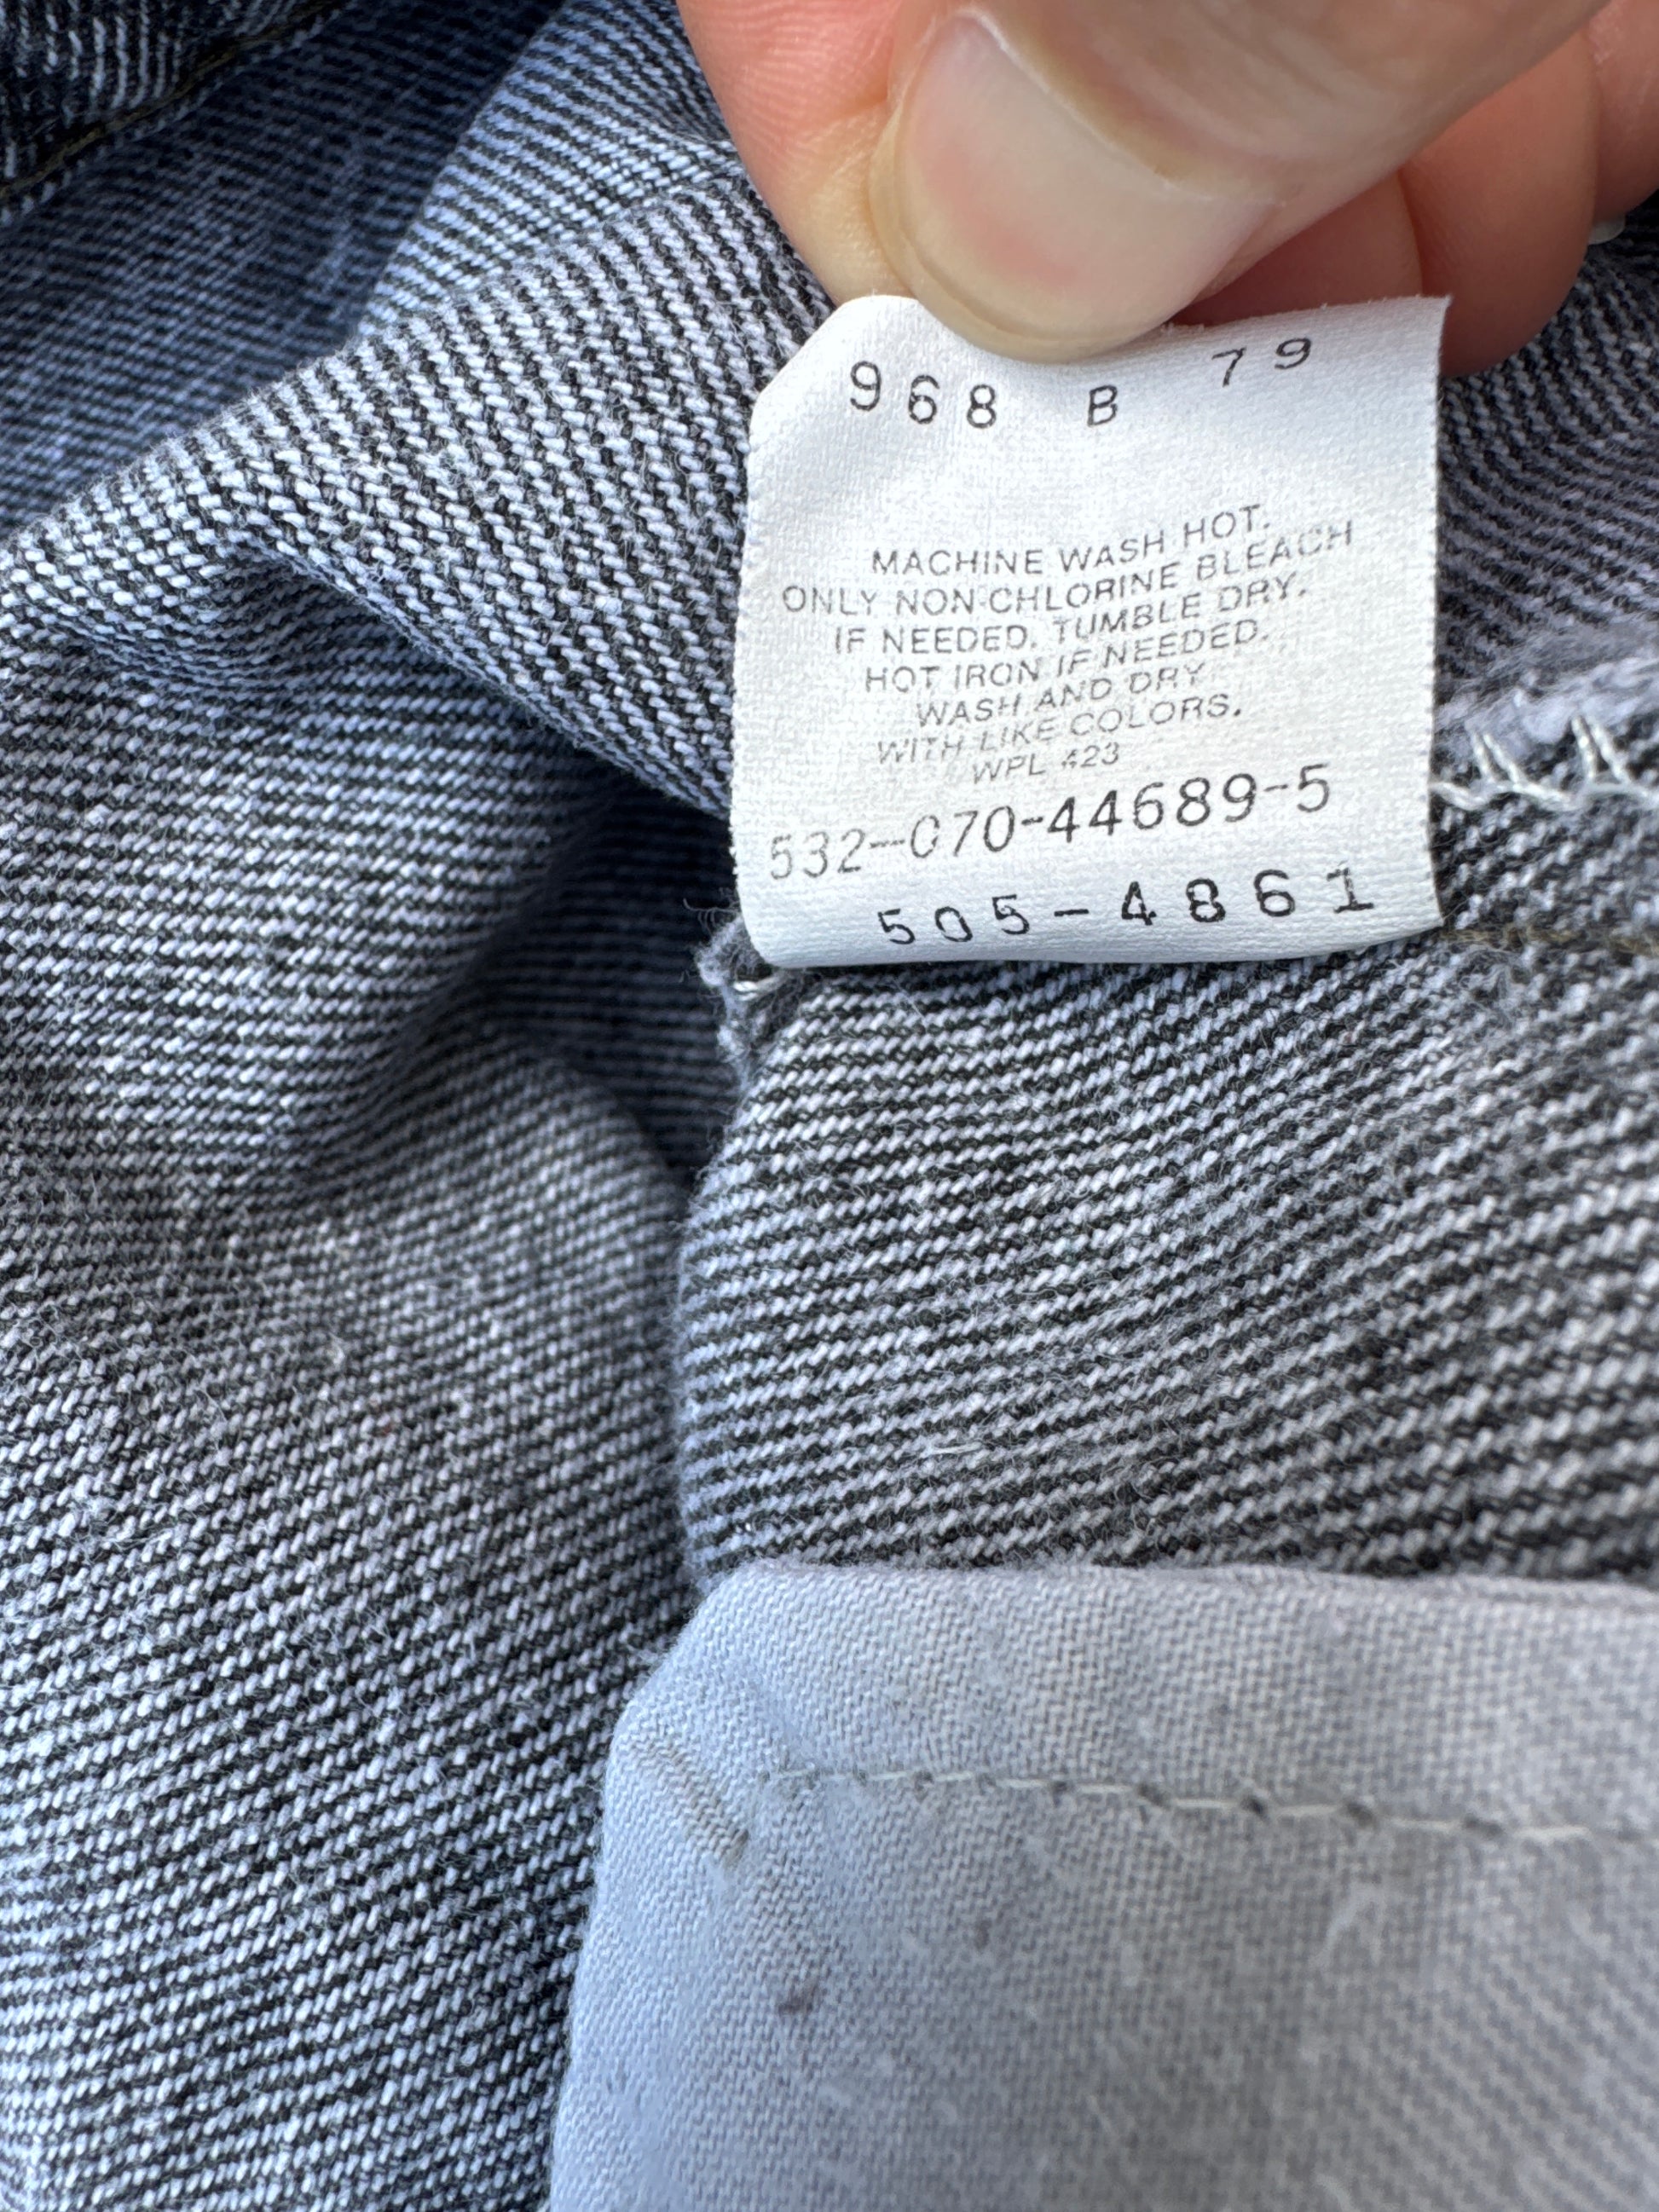 968 B 79
MACHINE WASH HOT.
ONLY NON-CHLORINE BLEACH
IF NEEDED. TUMBLE DRY.
HOT IRON IF NEEDED.
WASH AND DRY
WITH LIKE COLORS.
WPL 423
532-070-44689-5
505-4861